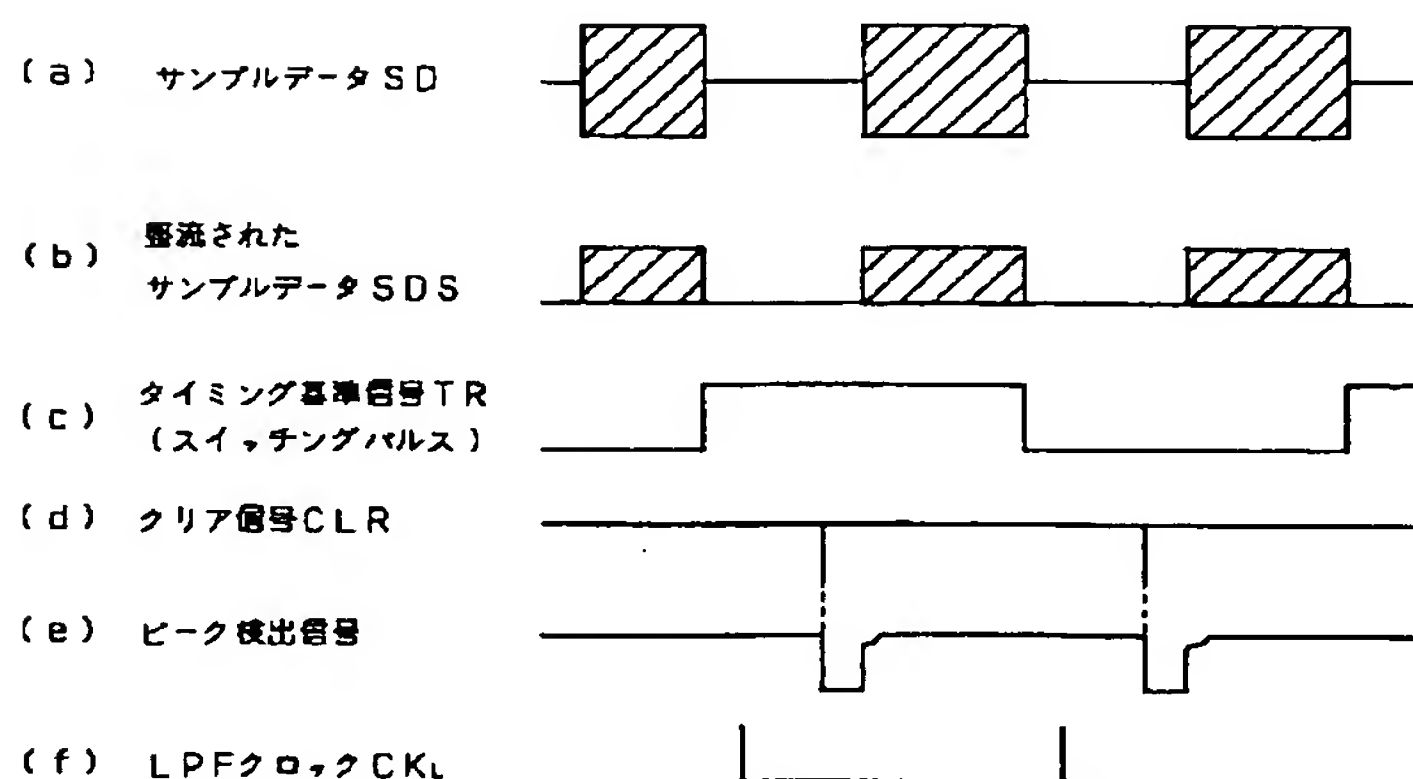 (a) サンプルデータSD
(b) 整流された
サンプルデータSDS
(c) タイミング基準信号TR
(スイッチングパルス)
(d) クリア信号CLR
(e) ピーク検出信号
(f) LPFクロックCKL